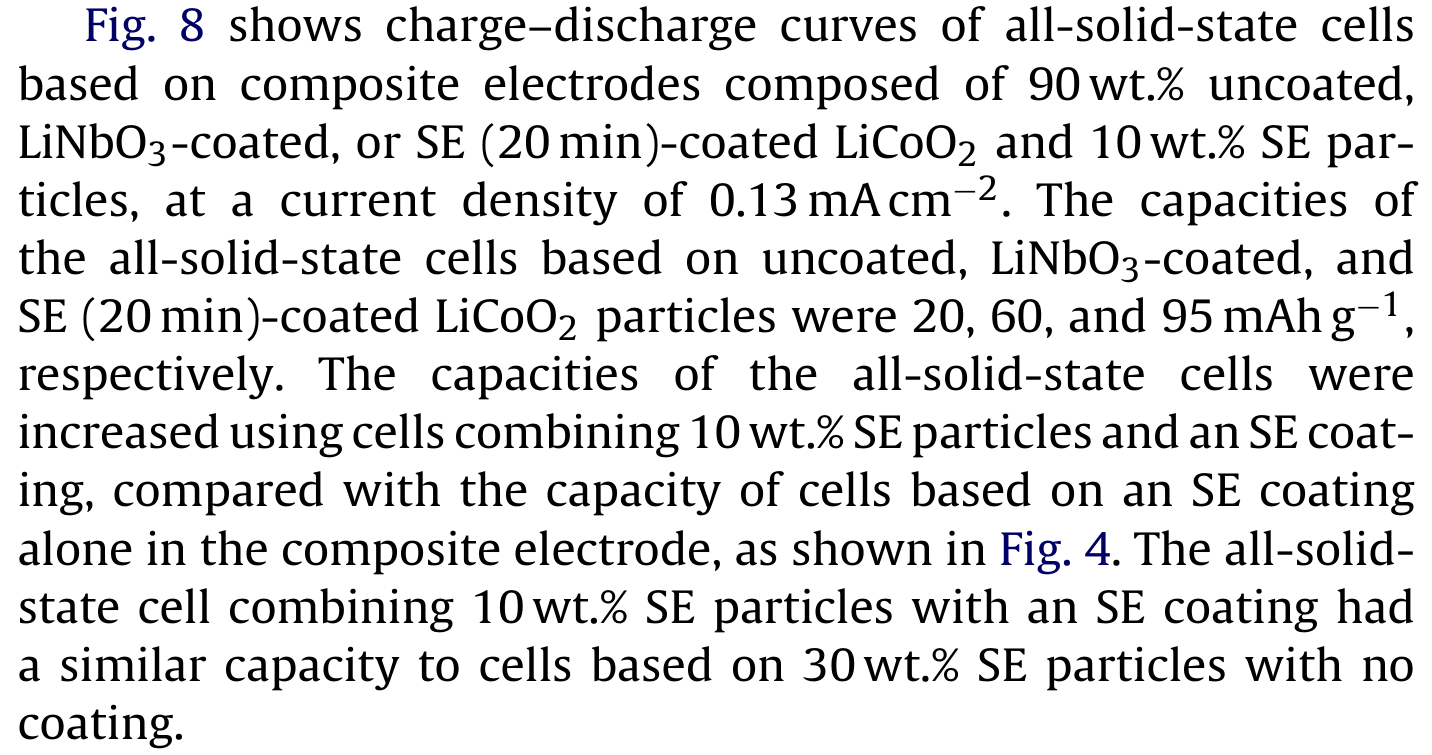 Fig. 8 shows charge–discharge curves of all-solid-state cells
based on composite electrodes composed of 90 wt.% uncoated,
LiNbO₃-coated, or SE (20 min)-coated LiCoO₂ and 10 wt.% SE par-
ticles, at a current density of 0.13 mA cm⁻². The capacities of
the all-solid-state cells based on uncoated, LiNbO₃-coated, and
SE (20 min)-coated LiCoO₂ particles were 20, 60, and 95 mAh g⁻¹,
respectively. The capacities of the all-solid-state cells were
increased using cells combining 10 wt.% SE particles and an SE coat-
ing, compared with the capacity of cells based on an SE coating
alone in the composite electrode, as shown in Fig. 4. The all-solid-
state cell combining 10 wt.% SE particles with an SE coating had
a similar capacity to cells based on 30 wt.% SE particles with no
coating.